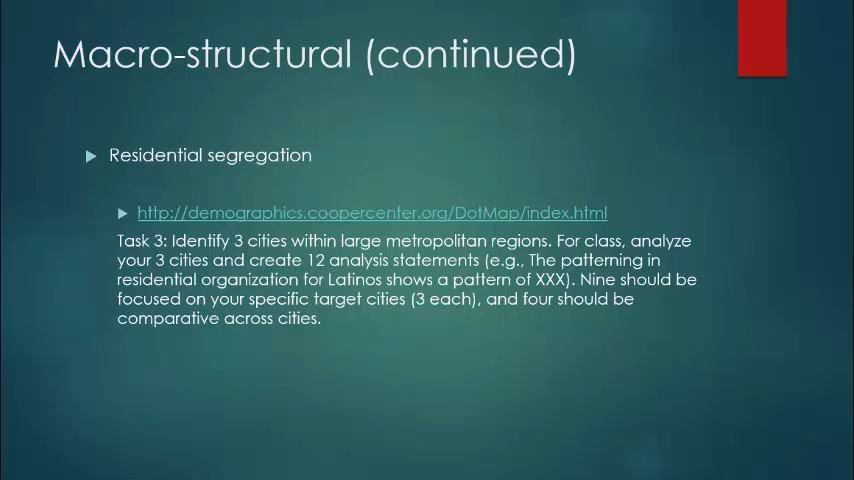 Macro-structural (continued)
Residential segregation
http://demographics.coopercenter.org/DotMap/index.html
Task 3: Identify 3 cities within large metropolitan regions. For class, analyze
your 3 cities and create 12 analysis statements (e.g., The patterning in
residential organization for Latinos shows a pattern of XXX). Nine should be
focused on your specific target cities (3 each), and four should be
comparative across cities.